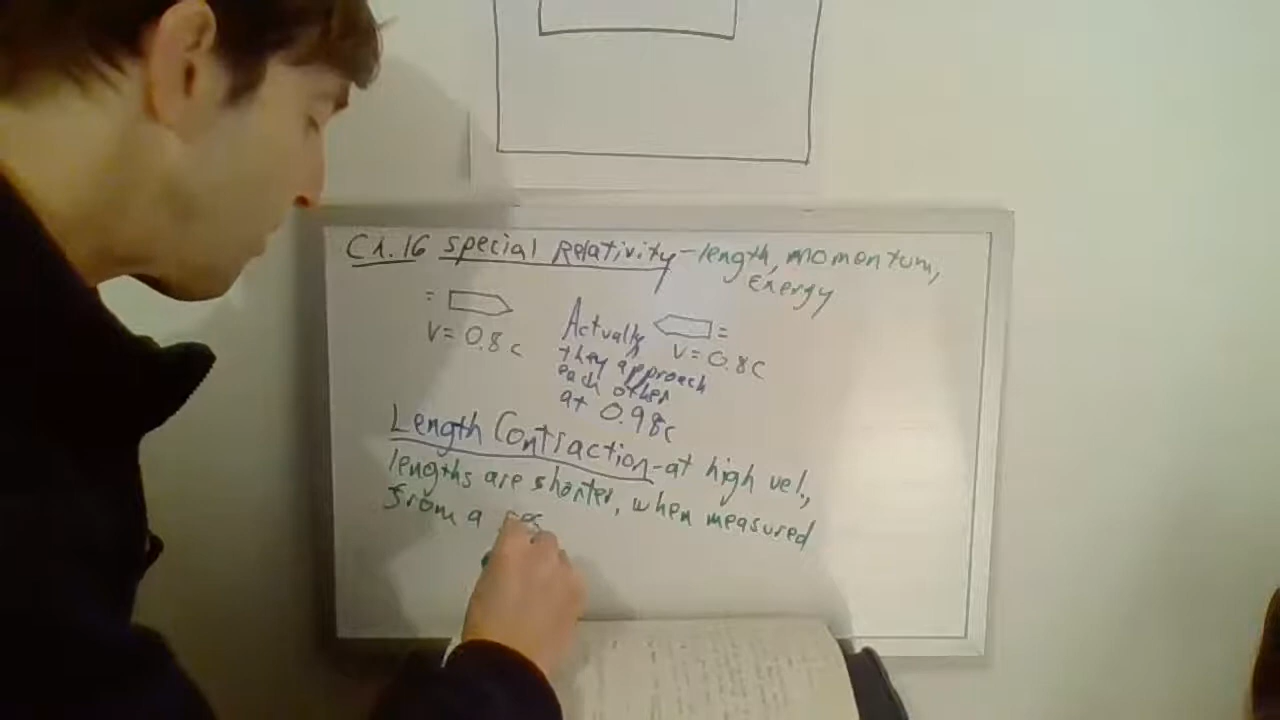 Ch. 16 Special Relativity - length, momentum,
Energy
V = 0.8c
Actually
they approach
each other
at 0.98c
V = 0.8c
Length Contraction - at high vel.,
lengths are shorter, when measured
from a